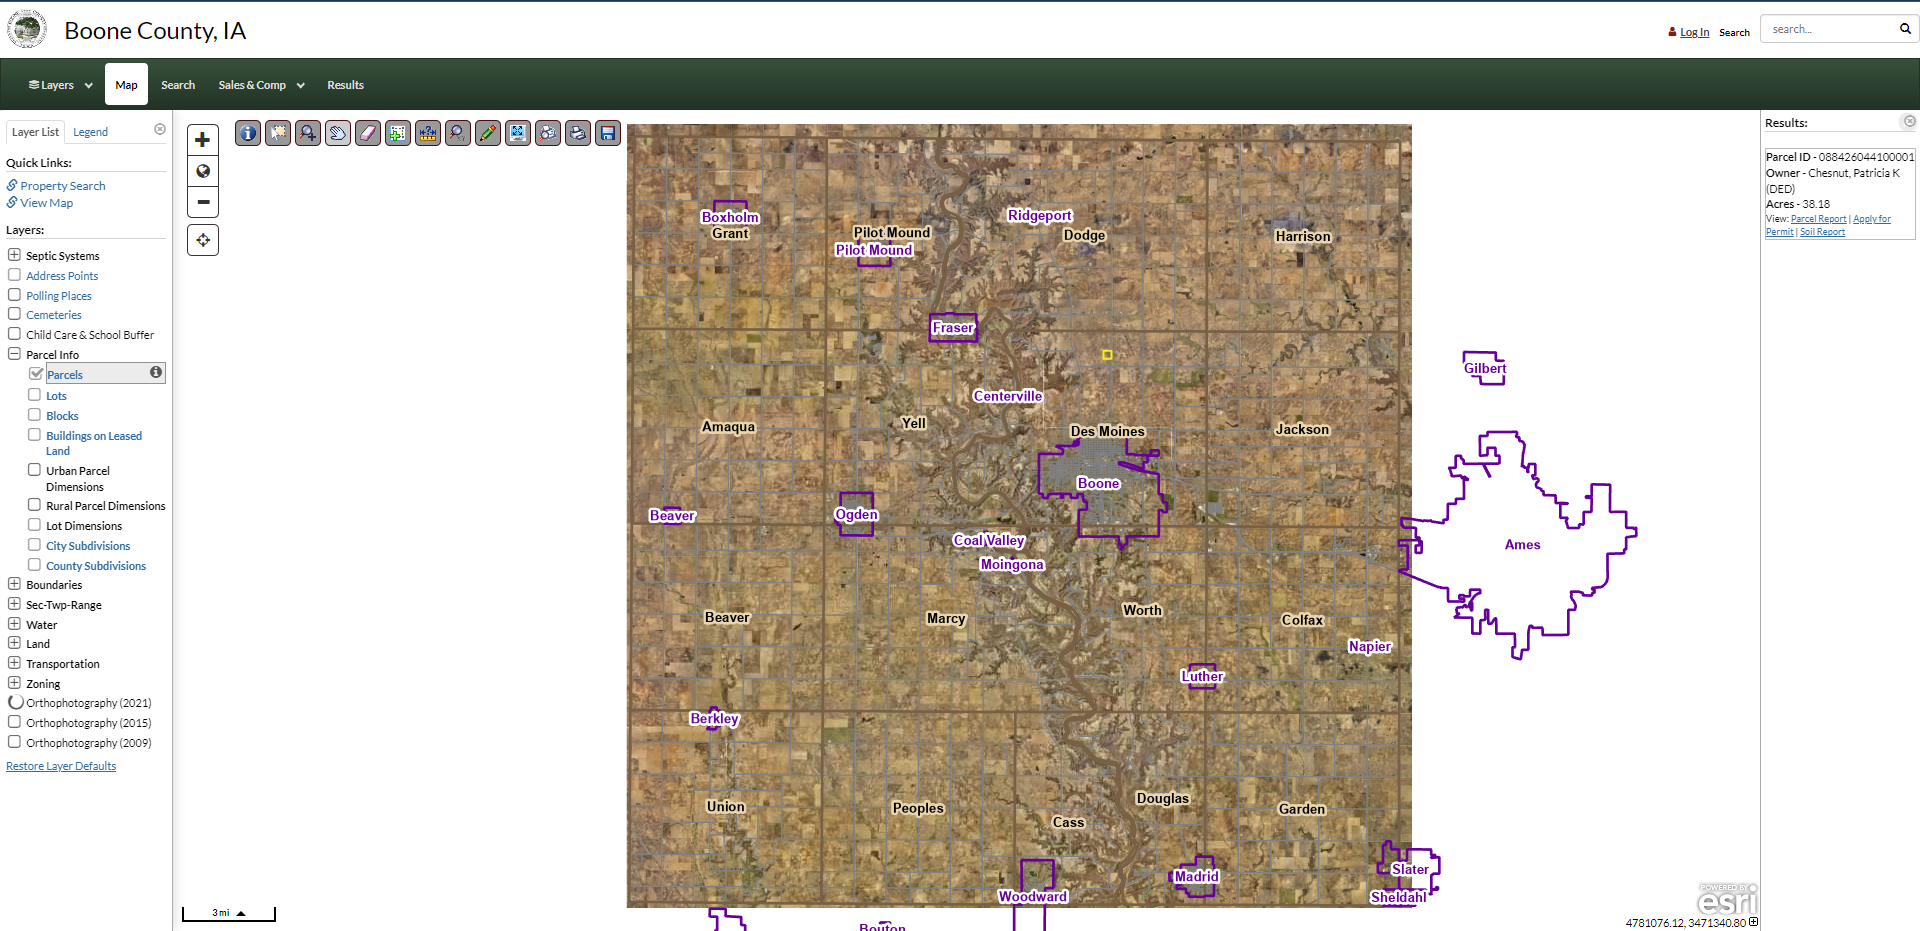 Boone County, IA
Log In
Search
search...
Layers
Map
Search
Sales & Comp
Results
Layer List
Legend
Quick Links:
Property Search
View Map
Layers:
Septic Systems
Address Points
Polling Places
Cemeteries
Child Care & School Buffer
Parcel Info
Parcels
Lots
Blocks
Buildings on Leased
Land
Urban Parcel
Dimensions
Rural Parcel Dimensions
Lot Dimensions
City Subdivisions
County Subdivisions
Boundaries
Sec-Twp-Range
Water
Land
Transportation
Zoning
Orthophotography (2021)
Orthophotography (2015)
Orthophotography (2009)
Restore Layer Defaults
Boxholm
Grant
Pilot Mound
Pilot Mound
Ridgeport
Dodge
Harrison
Fraser
Gilbert
Centerville
Amaqua
Yell
Des Moines
Jackson
Boone
Beaver
Ogden
Coal Valley
Moingona
Ames
Beaver
Marcy
Worth
Colfax
Napier
Luther
Berkley
Union
Peoples
Douglas
Cass
Garden
Woodward
Madrid
Slater
Sheldahl
Bouton
3 mi
POWERED BY
esri
4781076.12, 3471340.80
Results:
Parcel ID - 088426044100001
Owner - Chesnut, Patricia K
(DED)
Acres - 38.18
View: Parcel Report | Apply for
Permit | Soil Report